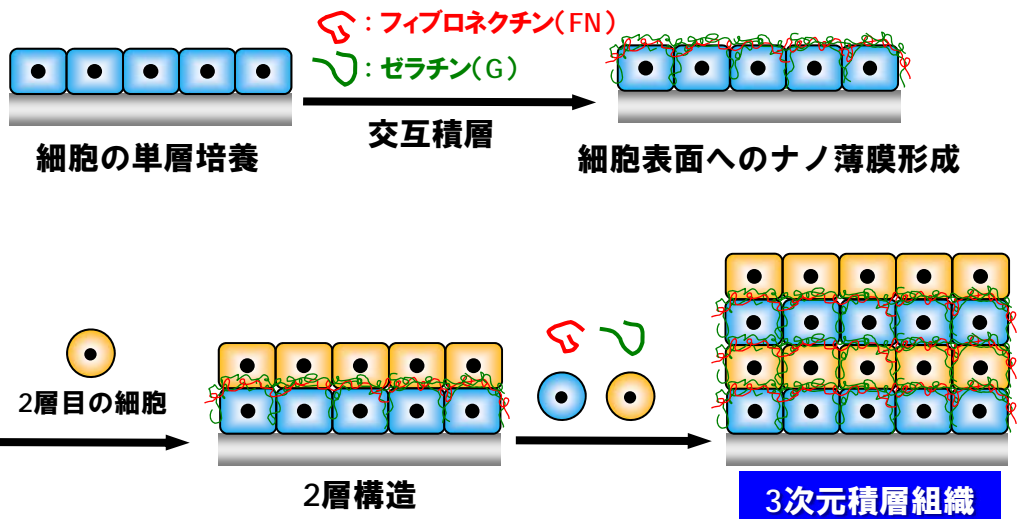 ：フィブロネクチン（FN）
：ゼラチン（G）
交互積層
細胞の単層培養
細胞表面へのナノ薄膜形成
2層目の細胞
2層構造
3次元積層組織